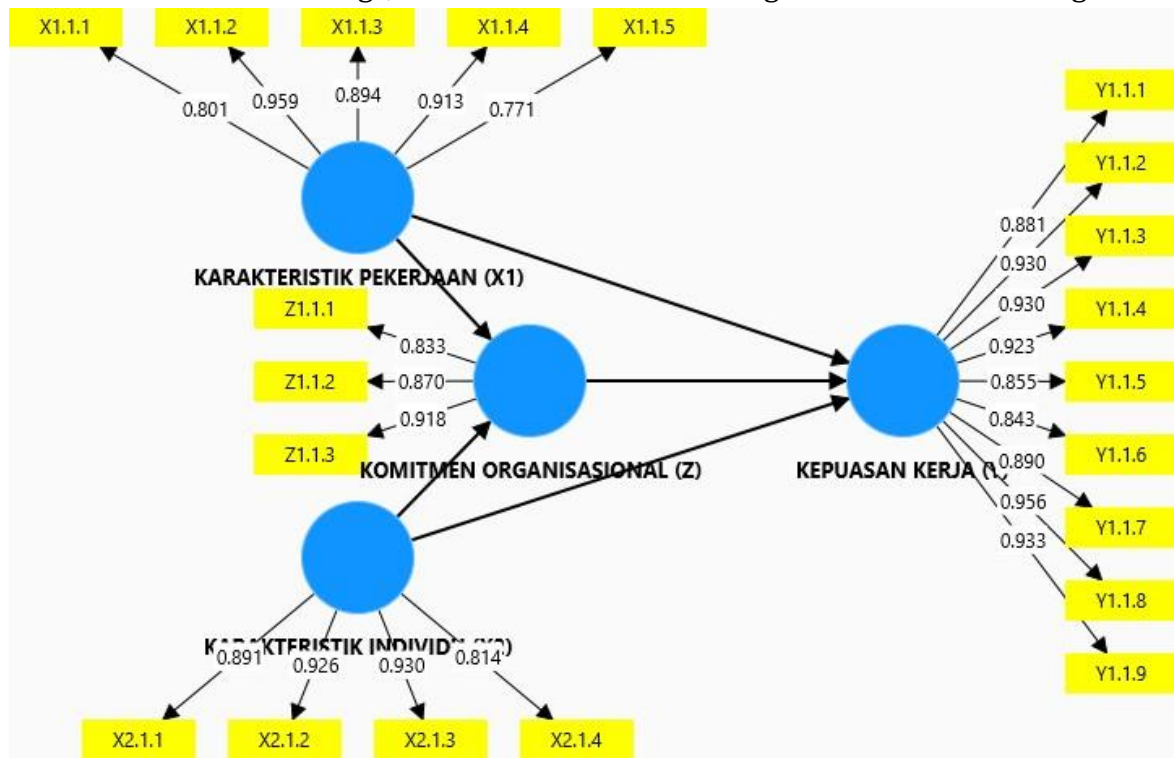 X1.1.1 X1.1.2 X1.1.3 X1.1.4 X1.1.5
0.801 0.959 0.894 0.913 0.771
KARAKTERISTIK PEKERJAAN (X1)
Z1.1.1
Z1.1.2
Z1.1.3
0.833
0.870
0.918
KOMITMEN ORGANISASIONAL (Z)
KARAKTERISTIK INDIVIDU (X2)
0.891 0.926 0.930 0.814
X2.1.1 X2.1.2 X2.1.3 X2.1.4
KEPUASAN KERJA (Y)
0.881
0.930
0.930
0.923
0.855
0.843
0.890
0.956
0.933
Y1.1.1
Y1.1.2
Y1.1.3
Y1.1.4
Y1.1.5
Y1.1.6
Y1.1.7
Y1.1.8
Y1.1.9